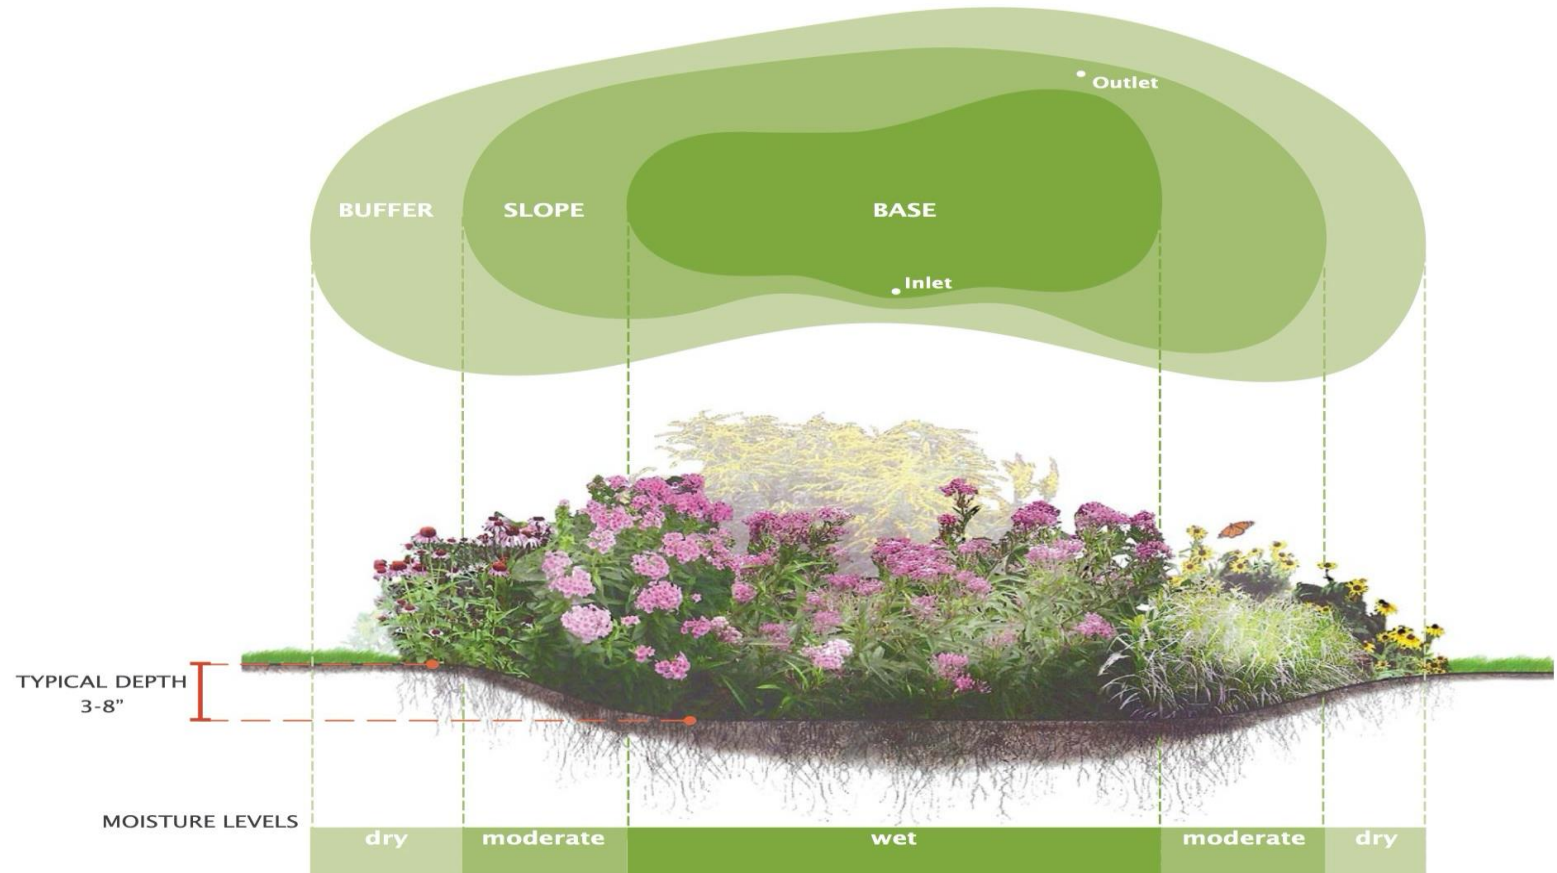 Outlet
BUFFER
SLOPE
BASE
Inlet
TYPICAL DEPTH
3-8”
MOISTURE LEVELS
dry
moderate
wet
moderate
dry